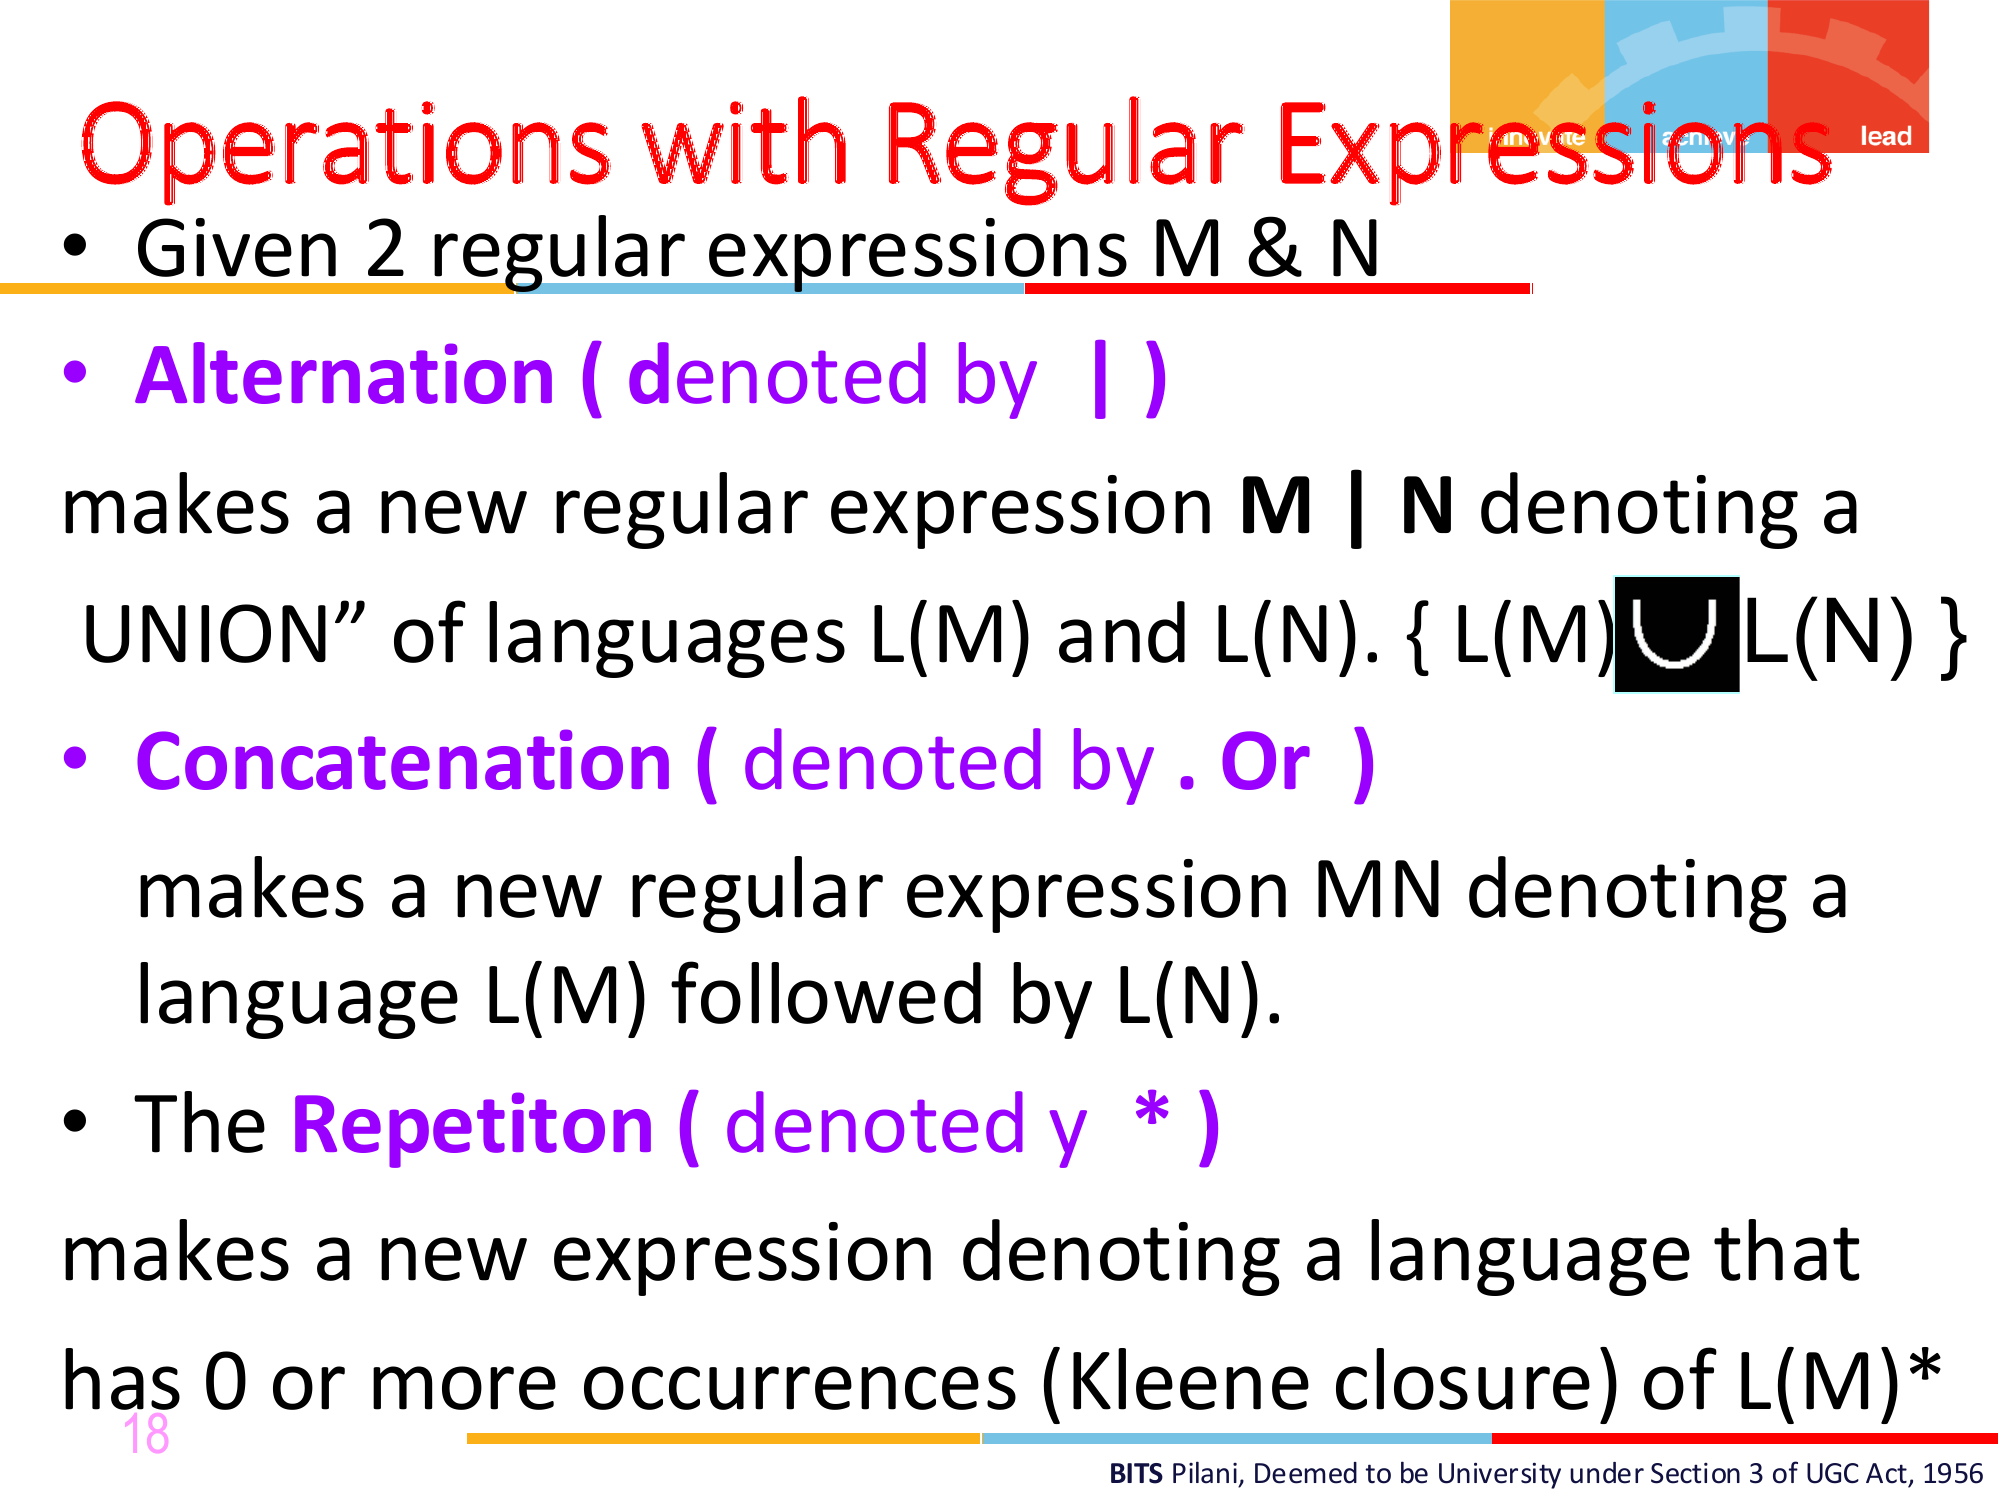 innovate achieve lead
Operations with Regular Expressions
• Given 2 regular expressions M & N
• Alternation ( denoted by | )
makes a new regular expression M | N denoting a
UNION” of languages L(M) and L(N). { L(M) ∪ L(N) }
• Concatenation ( denoted by . Or )
makes a new regular expression MN denoting a
language L(M) followed by L(N).
• The Repetiton ( denoted y * )
makes a new expression denoting a language that
has 0 or more occurrences (Kleene closure) of L(M)*
18
BITS Pilani, Deemed to be University under Section 3 of UGC Act, 1956